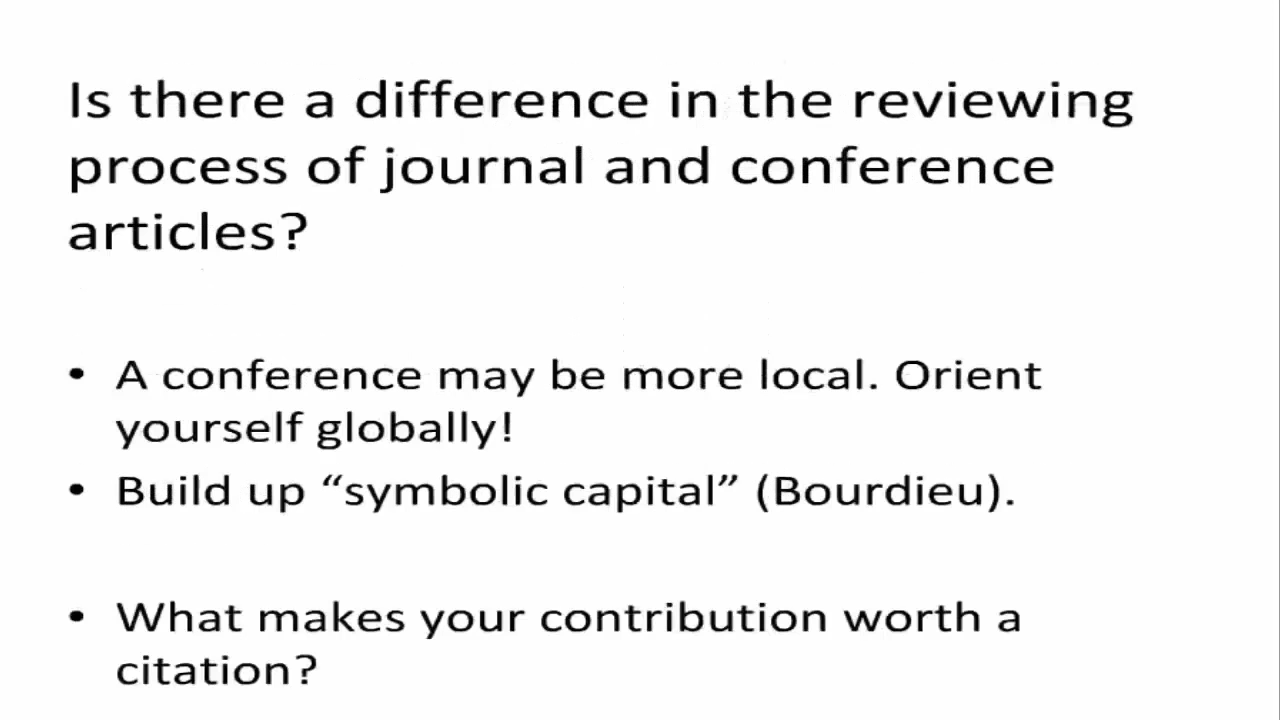 Is there a difference in the reviewing
process of journal and conference
articles?
• A conference may be more local. Orient
yourself globally!
• Build up “symbolic capital” (Bourdieu).
• What makes your contribution worth a
citation?